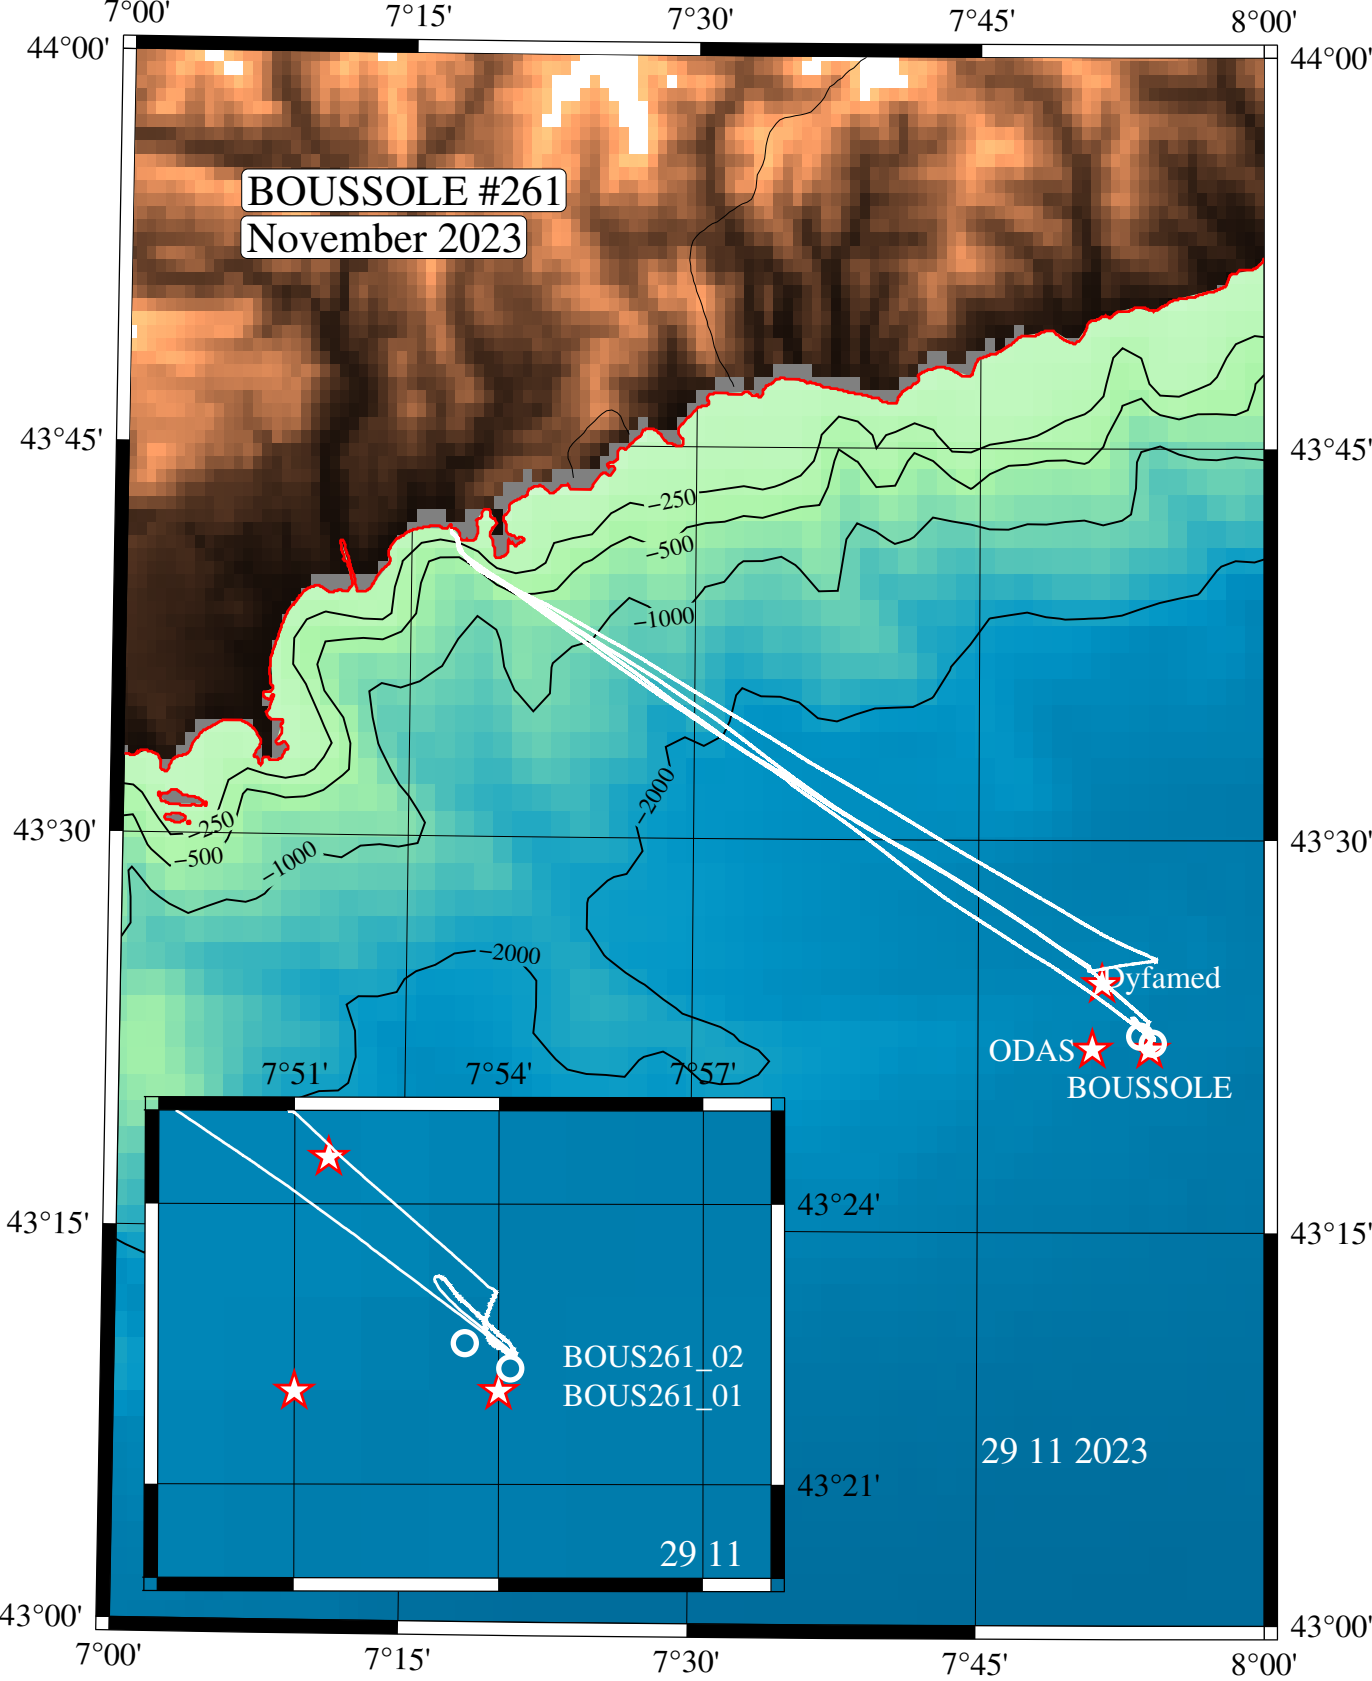 7°00' 7°15' 7°30' 7°45' 8°00'
44°00' 44°00'
BOUSSOLE #261
November 2023
43°45' 43°45'
−250
−500
−1000
−2000
43°30' 43°30'
−250
−500
−1000
−2000
Dyfamed
ODAS
BOUSSOLE
7°51' 7°54' 7°57'
43°24'
43°15' 43°15'
BOUS261_02
BOUS261_01
29 11 2023
43°21'
29 11
43°00' 43°00'
7°00' 7°15' 7°30' 7°45' 8°00'